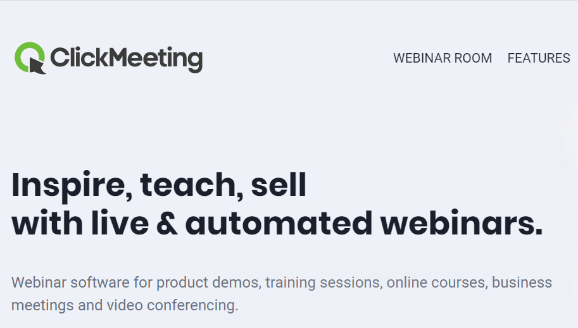 ClickMeeting
WEBINAR ROOM FEATURES
Inspire, teach, sell
with live & automated webinars.
Webinar software for product demos, training sessions, online courses, business
meetings and video conferencing.